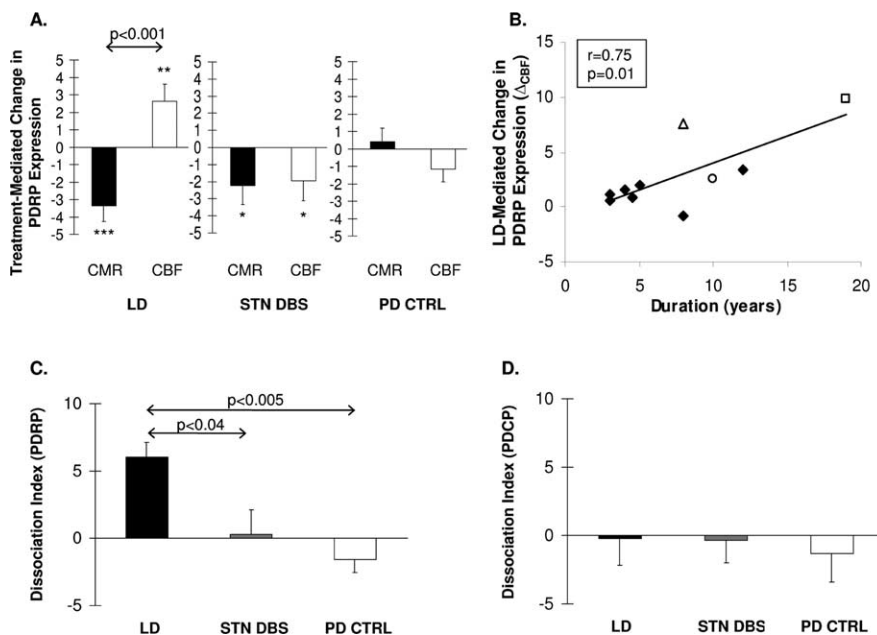 A.
p<0.001
Treatment-Mediated Change in
PDRP Expression
5
4
3
2
1
0
-1
-2
-3
-4
-5
**
***
CMR
CBF
LD
5
4
3
2
1
0
-1
-2
-3
-4
-5
*
*
CMR
CBF
STN DBS
5
4
3
2
1
0
-1
-2
-3
-4
-5
CMR
CBF
PD CTRL
B.
LD-Mediated Change in
PDRP Expression (ΔCBF)
15
10
5
0
-5
r=0.75
p=0.01
0 5 10 15 20
Duration (years)
C.
Dissociation Index (PDRP)
10
5
0
-5
p<0.005
p<0.04
LD STN DBS PD CTRL
D.
Dissociation Index (PDCP)
10
5
0
-5
LD STN DBS PD CTRL